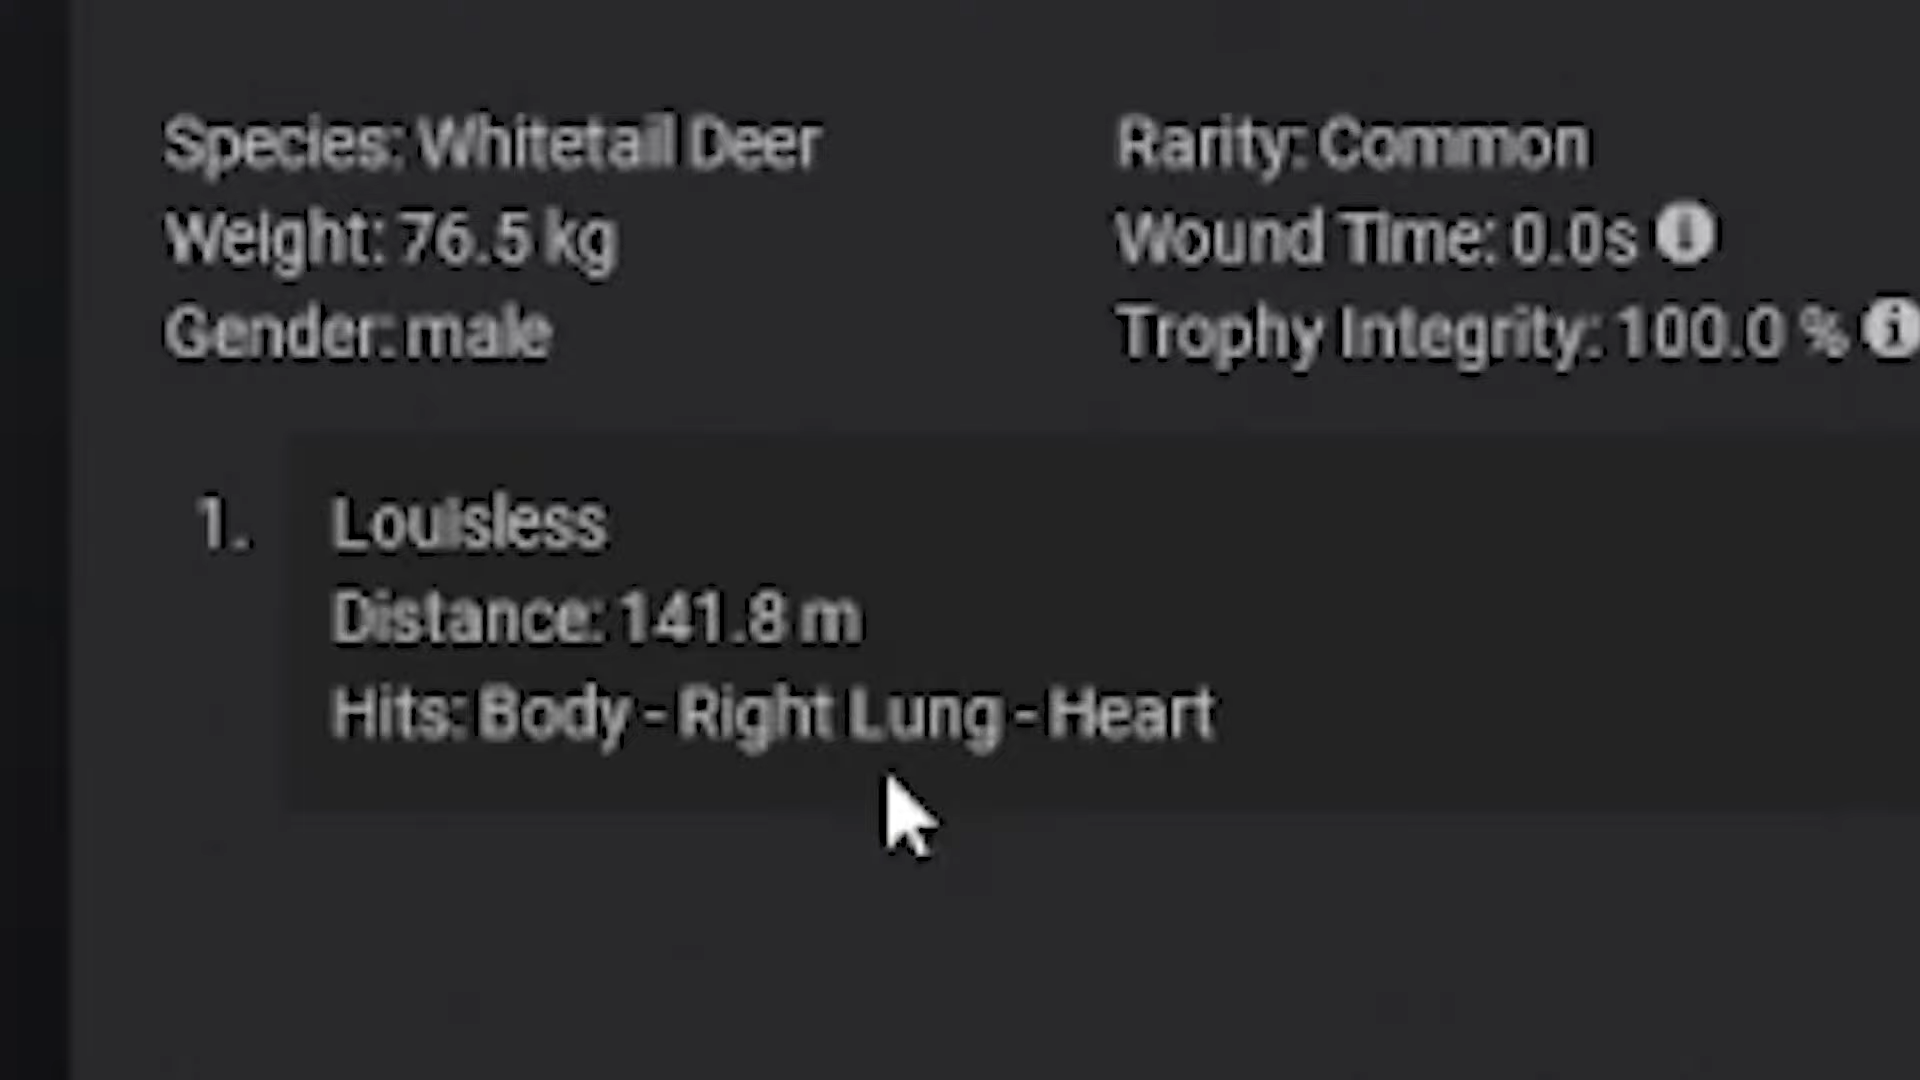 Species: Whitetail Deer
Weight: 76.5 kg
Gender: male
Rarity: Common
Wound Time: 0.0s
Trophy Integrity: 100.0 %
1. Louisless
Distance: 141.8 m
Hits: Body - Right Lung - Heart